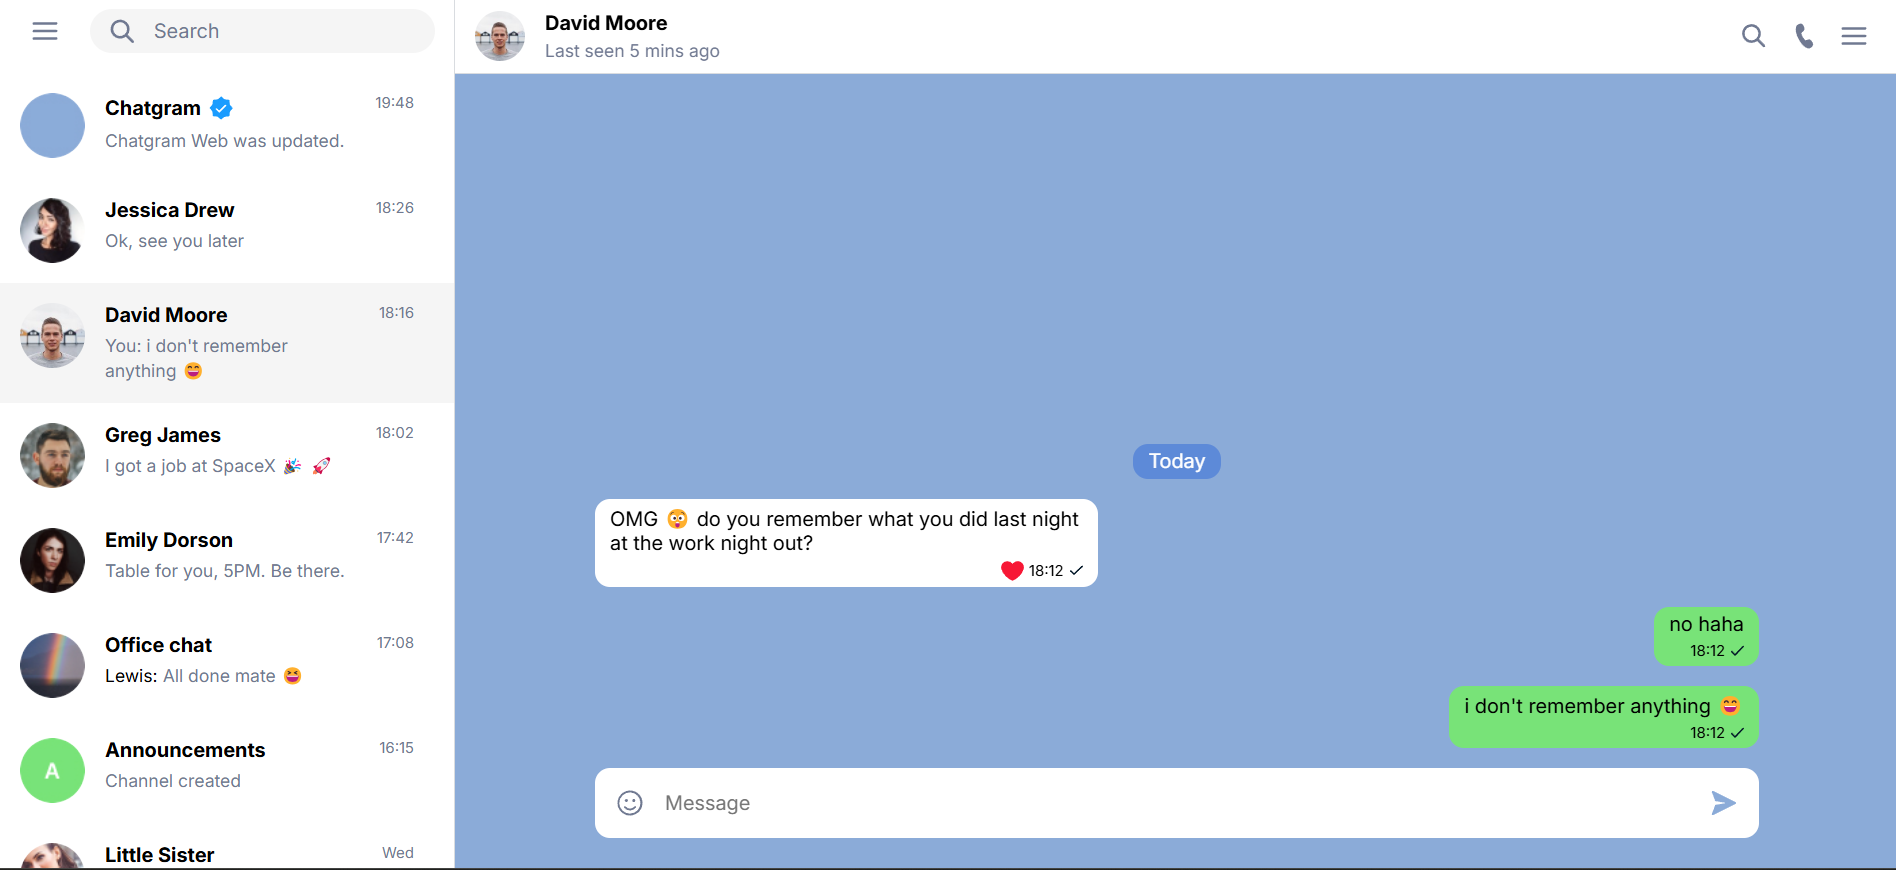 Search
Chatgram
19:48
Chatgram Web was updated.
Jessica Drew
18:26
Ok, see you later
David Moore
18:16
You: i don't remember
anything 😄
Greg James
18:02
I got a job at SpaceX 🎉 🚀
Emily Dorson
17:42
Table for you, 5PM. Be there.
Office chat
17:08
Lewis: All done mate 😆
A
Announcements
16:15
Channel created
Little Sister
Wed
David Moore
Last seen 5 mins ago
Today
OMG 😳 do you remember what you did last night
at the work night out?
❤️ 18:12 ✓
no haha
18:12 ✓
i don't remember anything 😄
18:12 ✓
Message